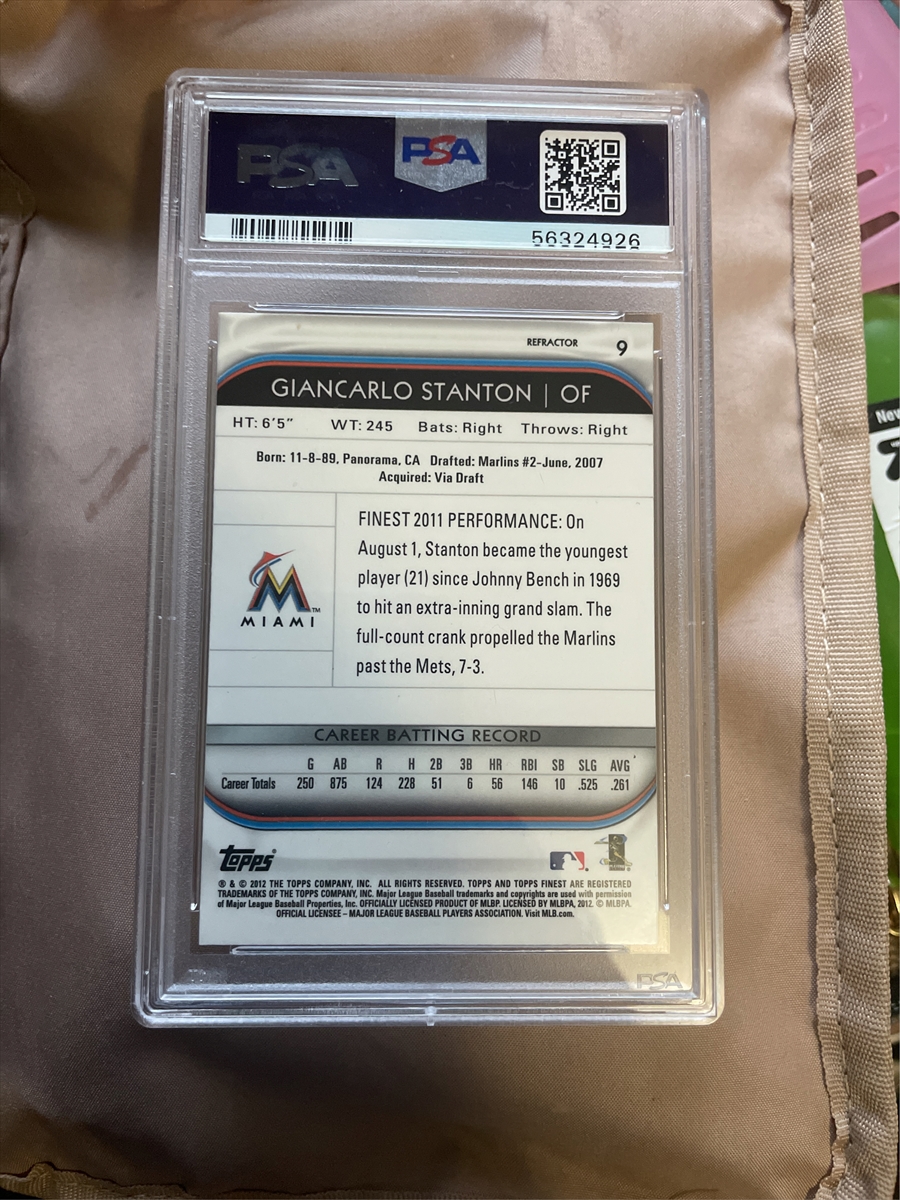 PSA PSA
56324926
REFRACTOR 9
GIANCARLO STANTON | OF
HT: 6'5" WT: 245 Bats: Right Throws: Right
Born: 11-8-89, Panorama, CA Drafted: Marlins #2-June, 2007
Acquired: Via Draft
FINEST 2011 PERFORMANCE: On
August 1, Stanton became the youngest
player (21) since Johnny Bench in 1969
to hit an extra-inning grand slam. The
full-count crank propelled the Marlins
past the Mets, 7-3.
M TM
MIAMI
CAREER BATTING RECORD
G AB R H 2B 3B HR RBI SB SLG AVG
Career Totals 250 875 124 228 51 6 56 146 10 .525 .261
Topps®
® & © 2012 THE TOPPS COMPANY, INC. ALL RIGHTS RESERVED. TOPPS AND TOPPS FINEST ARE REGISTERED
TRADEMARKS OF THE TOPPS COMPANY, INC. Major League Baseball trademarks and copyrights are used with permission
of Major League Baseball Properties, Inc. OFFICIALLY LICENSED PRODUCT OF MLBP. LICENSED BY MLBPA, 2012. © MLBPA.
OFFICIAL LICENSEE – MAJOR LEAGUE BASEBALL PLAYERS ASSOCIATION. Visit MLB.com.
PSA
New